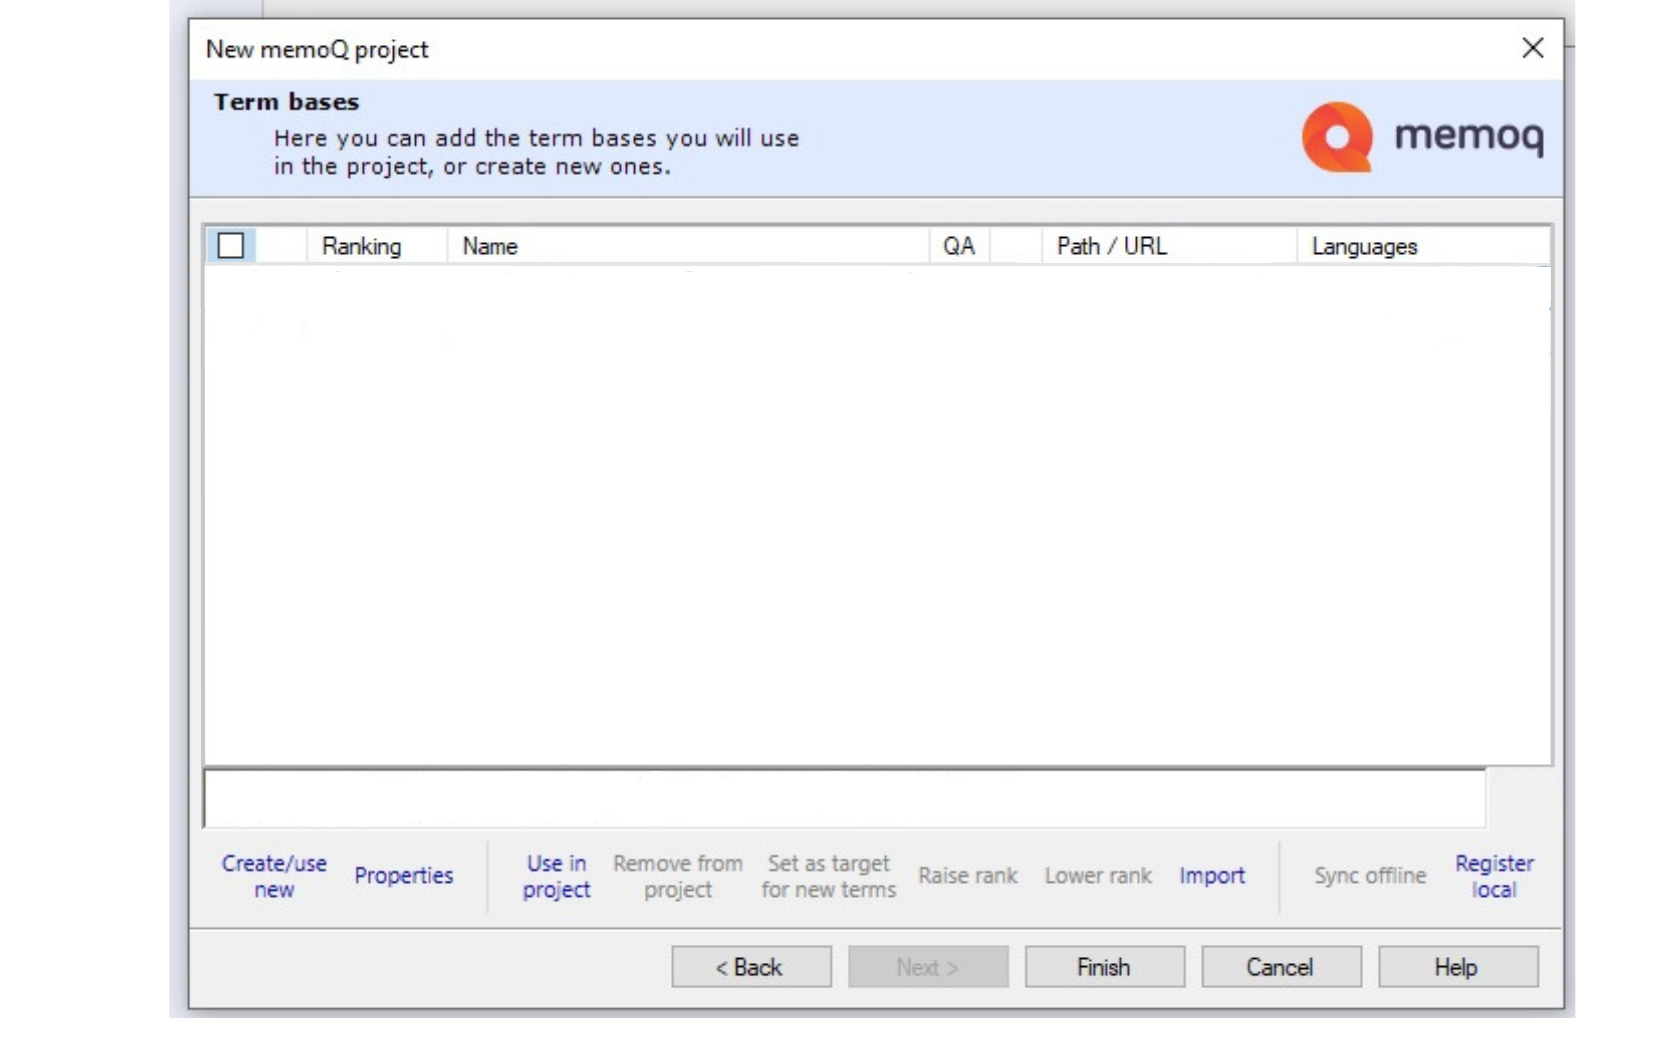 New memoQ project
Term bases
Here you can add the term bases you will use
in the project, or create new ones.
memoq
Ranking Name QA Path / URL Languages
Create/use
new
Properties
Use in
project
Remove from
project
Set as target
for new terms
Raise rank
Lower rank
Import
Sync offline
Register
local
< Back
Next >
Finish
Cancel
Help